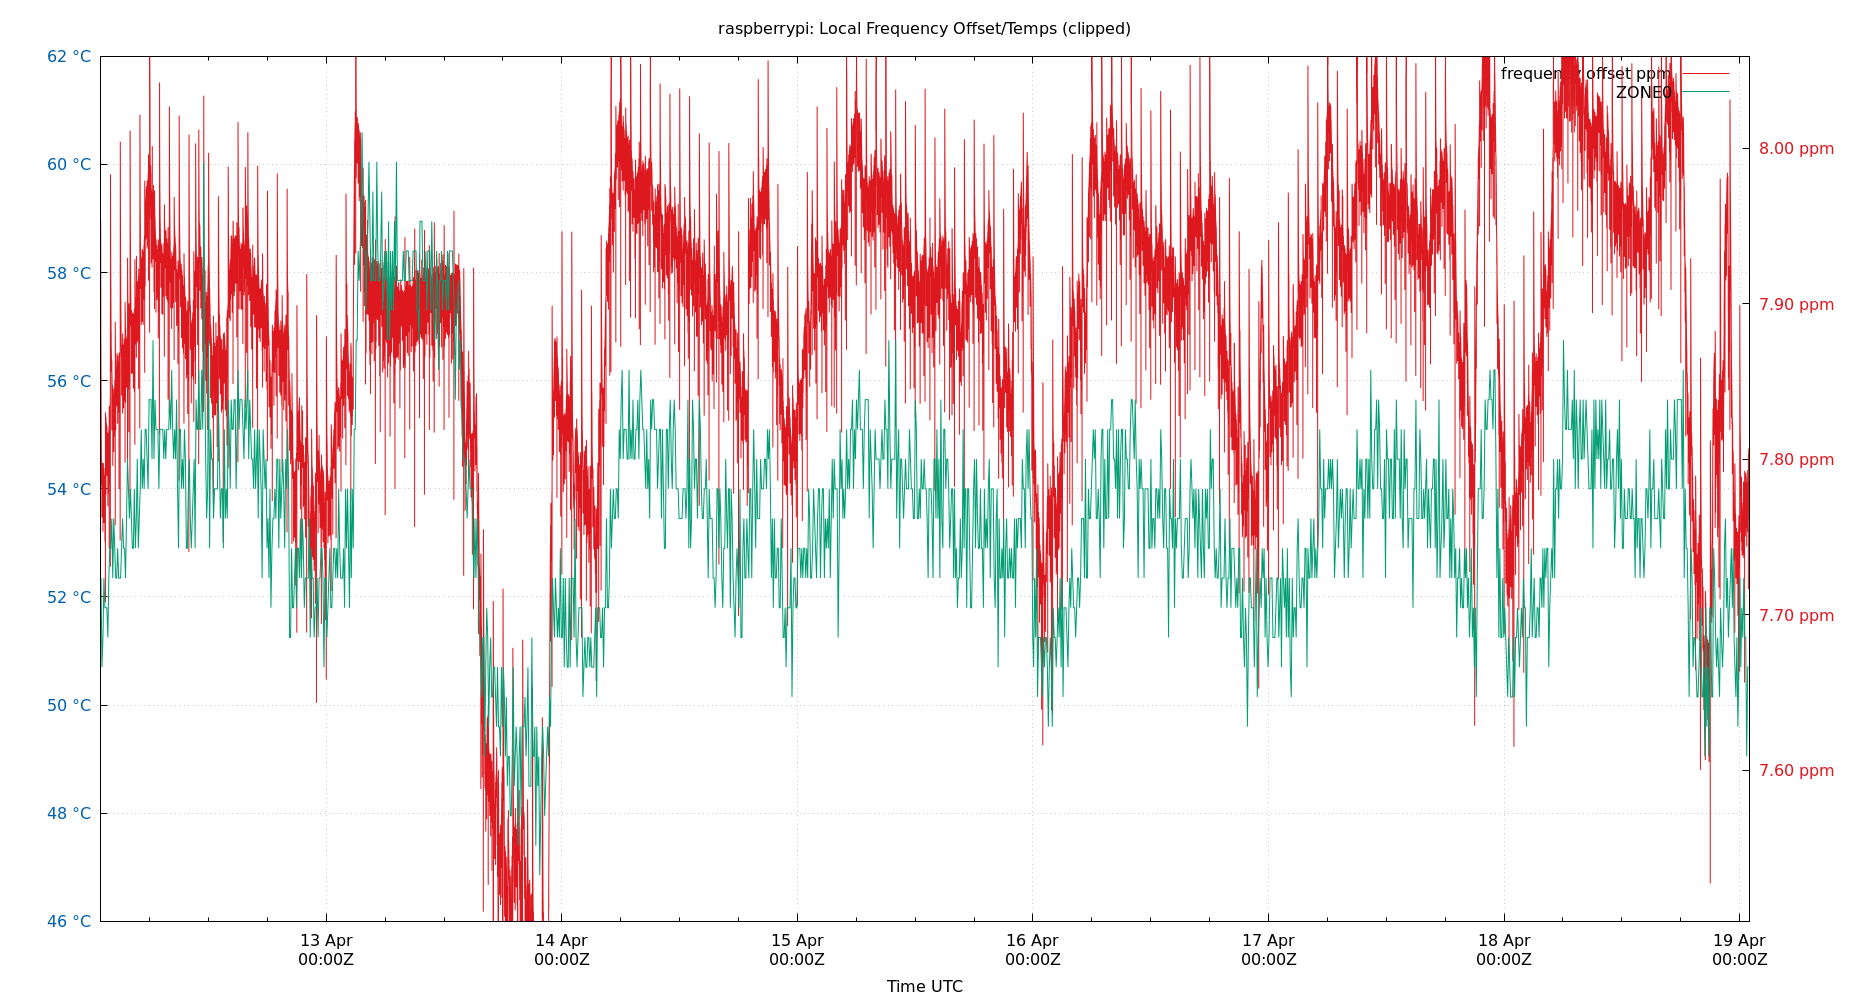 raspberrypi: Local Frequency Offset/Temps (clipped)
62 °C
60 °C
58 °C
56 °C
54 °C
52 °C
50 °C
48 °C
46 °C
frequency offset ppm
ZONE0
8.00 ppm
7.90 ppm
7.80 ppm
7.70 ppm
7.60 ppm
13 Apr
00:00Z
14 Apr
00:00Z
15 Apr
00:00Z
16 Apr
00:00Z
17 Apr
00:00Z
18 Apr
00:00Z
19 Apr
00:00Z
Time UTC